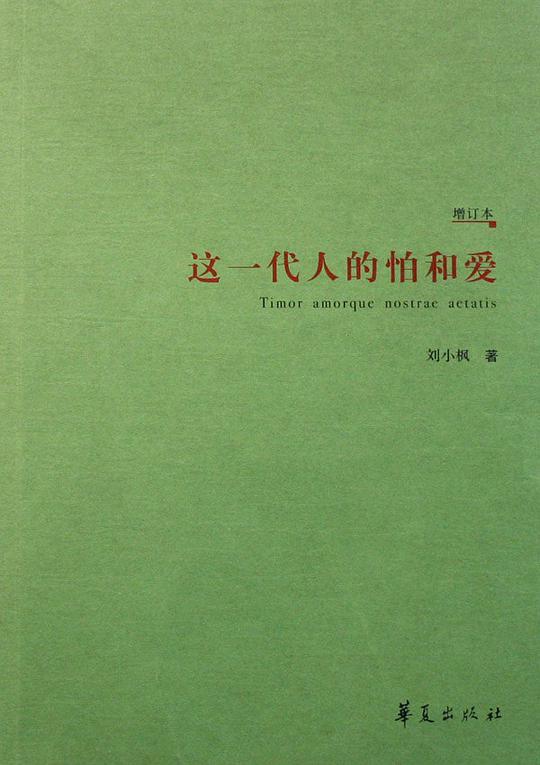 增订本
这一代人的怕和爱
Timor amorque nostrae aetatis
刘小枫 著
華夏出版社